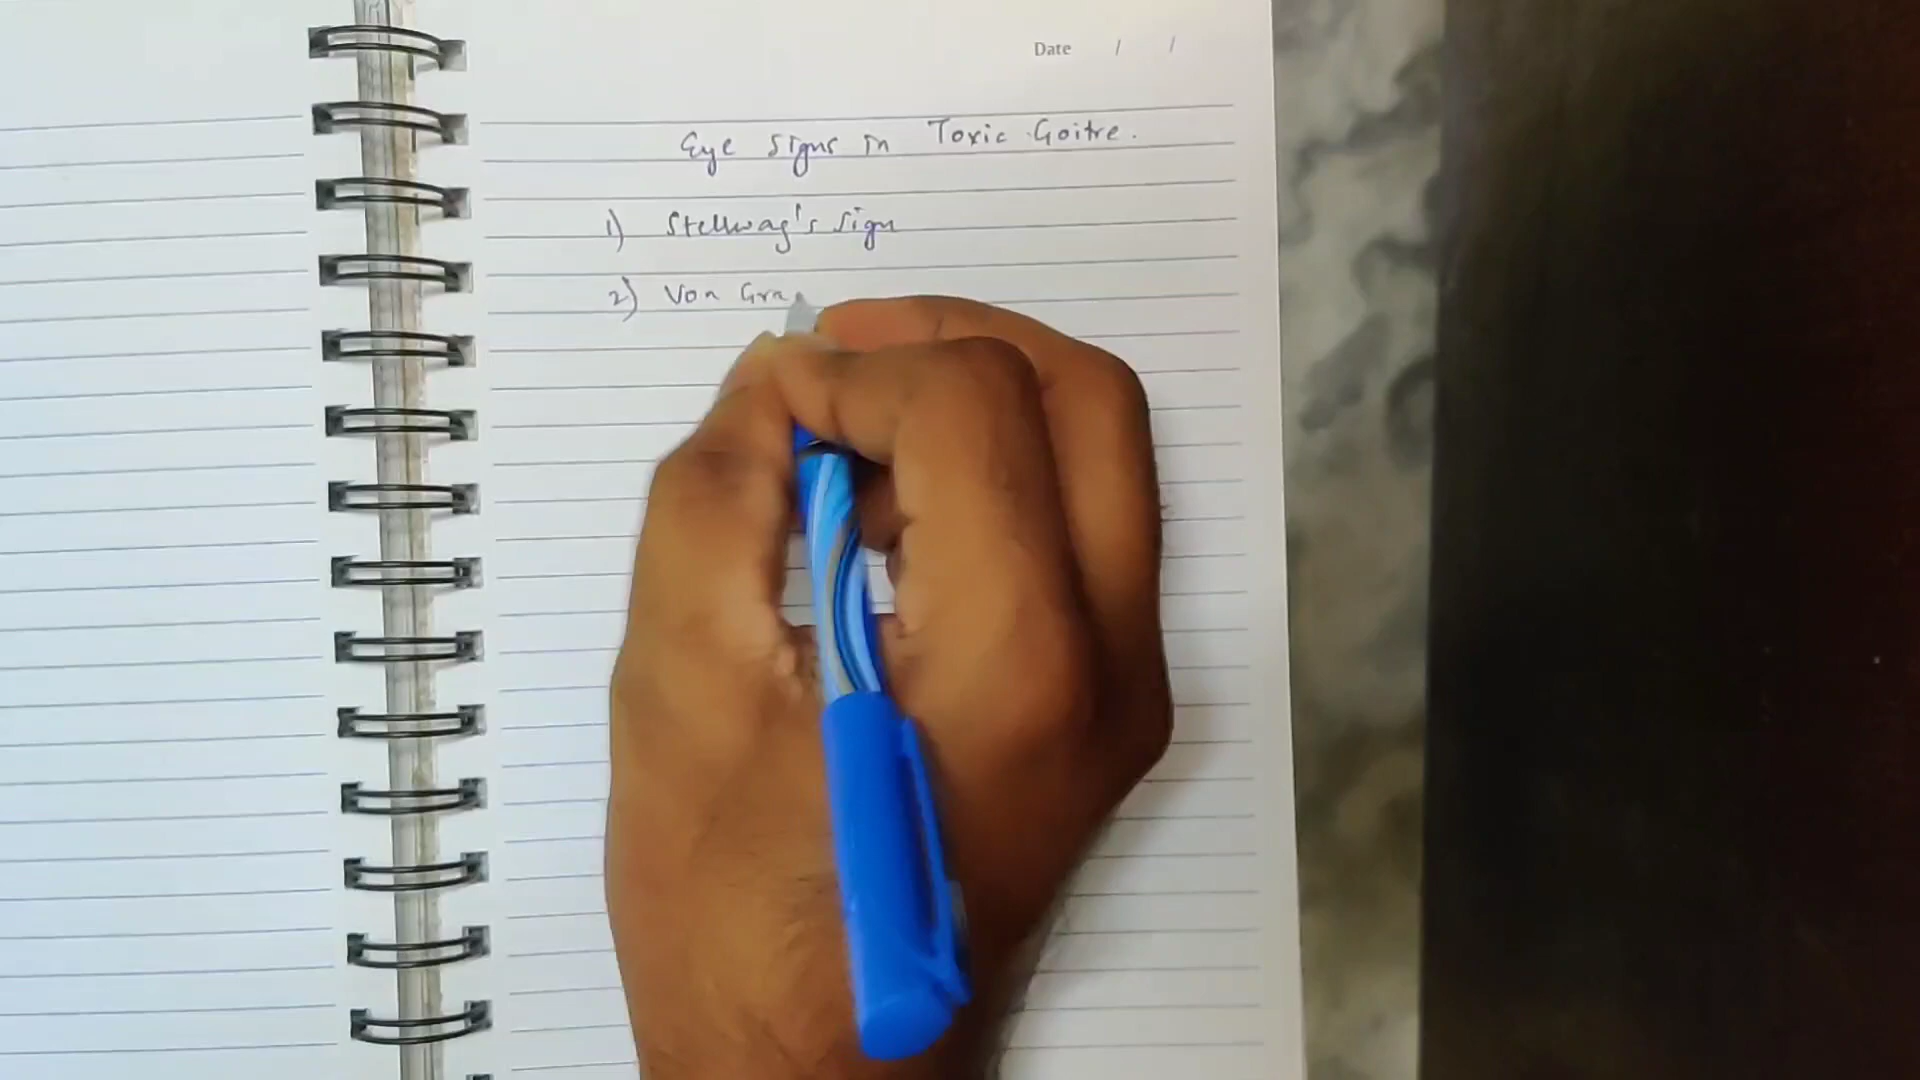 Date / /
Eye Signs in Toxic Goitre.
1) Stellwag's Sign
2) Von Gra